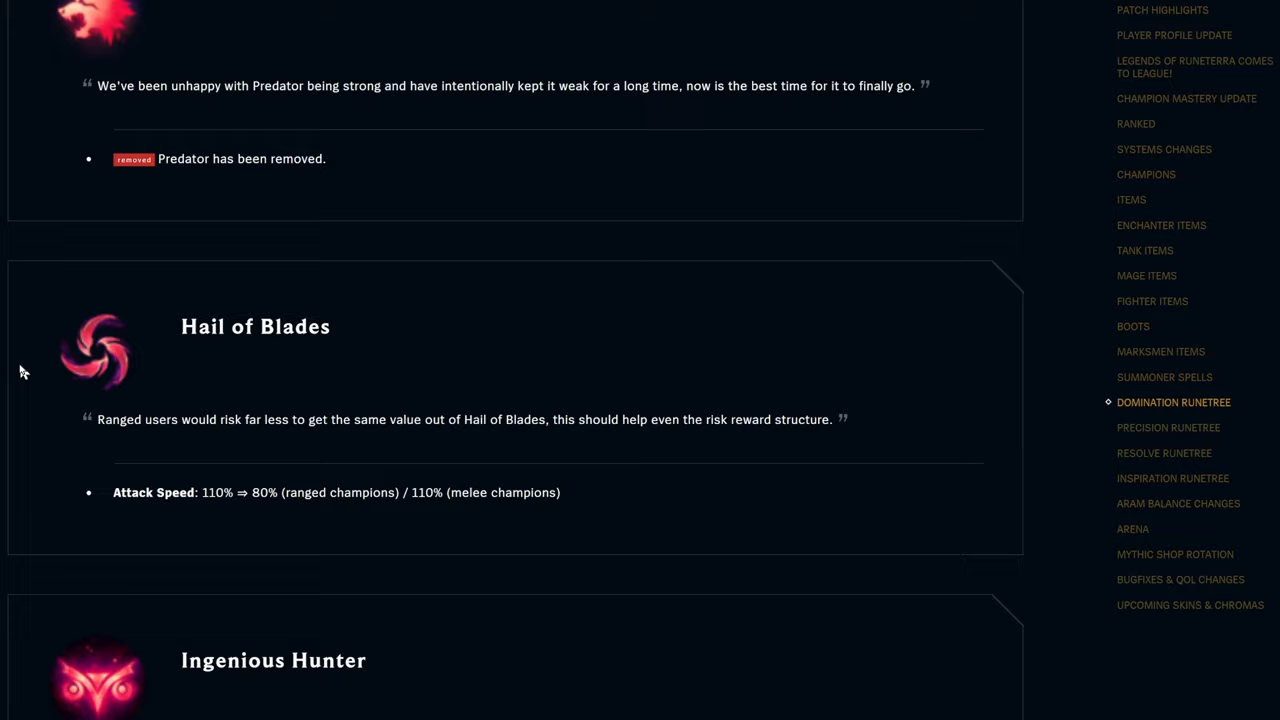 “ We've been unhappy with Predator being strong and have intentionally kept it weak for a long time, now is the best time for it to finally go. ”
• removed Predator has been removed.
Hail of Blades
“ Ranged users would risk far less to get the same value out of Hail of Blades, this should help even the risk reward structure. ”
• Attack Speed: 110% ⇒ 80% (ranged champions) / 110% (melee champions)
Ingenious Hunter
PATCH HIGHLIGHTS
PLAYER PROFILE UPDATE
LEGENDS OF RUNETERRA COMES
TO LEAGUE!
CHAMPION MASTERY UPDATE
RANKED
SYSTEMS CHANGES
CHAMPIONS
ITEMS
ENCHANTER ITEMS
TANK ITEMS
MAGE ITEMS
FIGHTER ITEMS
BOOTS
MARKSMEN ITEMS
SUMMONER SPELLS
DOMINATION RUNETREE
PRECISION RUNETREE
RESOLVE RUNETREE
INSPIRATION RUNETREE
ARAM BALANCE CHANGES
ARENA
MYTHIC SHOP ROTATION
BUGFIXES & QOL CHANGES
UPCOMING SKINS & CHROMAS